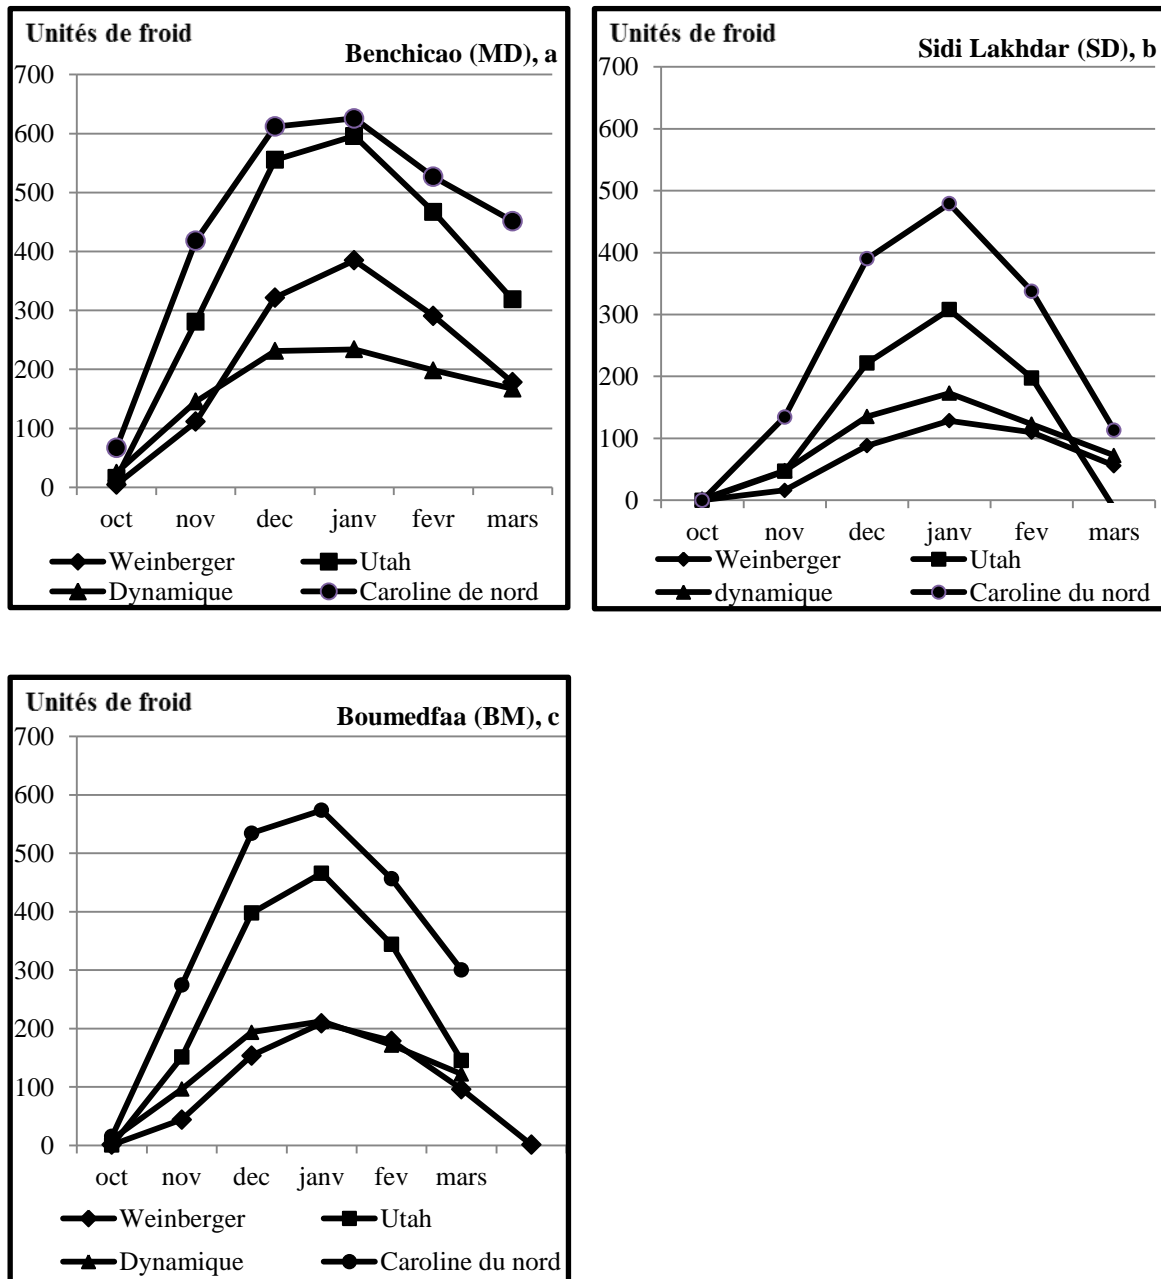 Unités de froid
Benchicao (MD), a
700
600
500
400
300
200
100
0
oct nov dec janv fevr mars
Weinberger Utah
Dynamique Caroline de nord
Unités de froid
Sidi Lakhdar (SD), b
700
600
500
400
300
200
100
0
oct nov dec janv fev mars
Weinberger Utah
dynamique Caroline du nord
Unités de froid
Boumedfaa (BM), c
700
600
500
400
300
200
100
0
oct nov dec janv fev mars
Weinberger Utah
Dynamique Caroline du nord